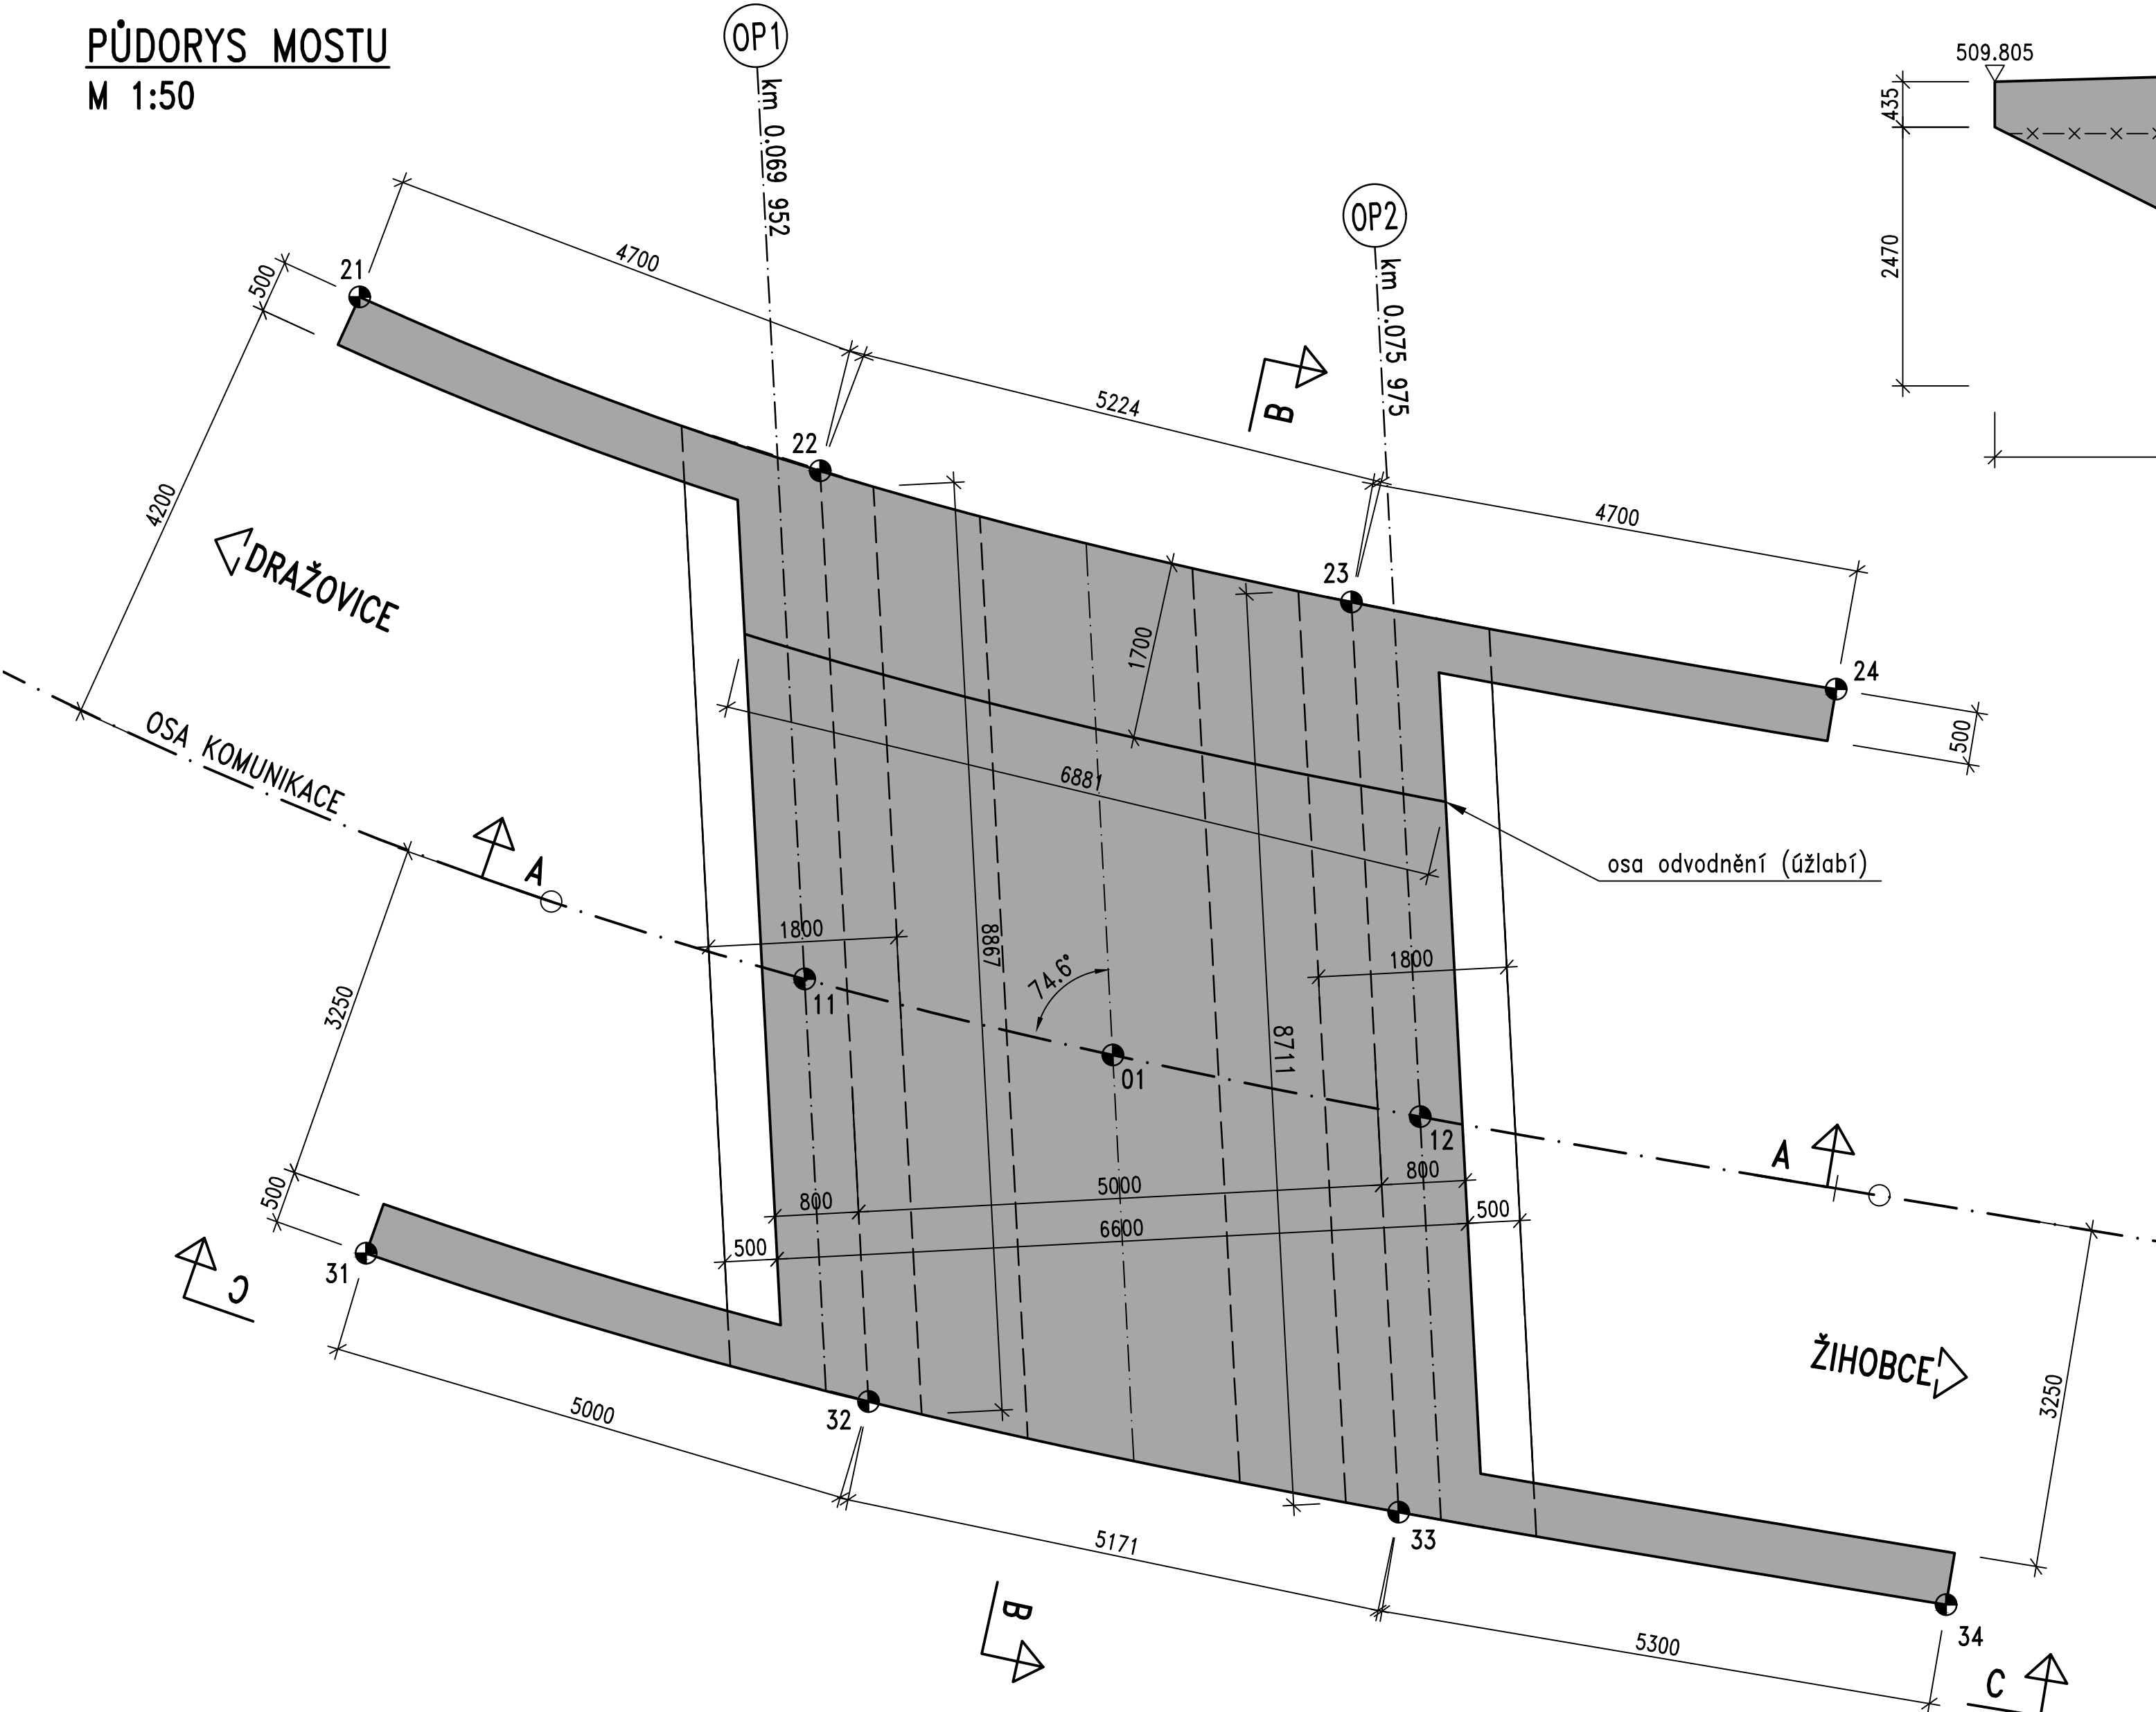 PŮDORYS MOSTU
M 1:50
OP1
km 0.069 952
OP2
km 0.075 975
509.805
435
2470
21
500
4700
22
5224
B
23
4700
24
500
4200
DRAŽOVICE
1700
6881
OSA KOMUNIKACE
A
osa odvodnění (úžlabí)
1800
8867
74.6°
1800
11
01
8711
12
A
3250
800
5000
800
500
6600
500
500
31
C
32
5000
5171
33
ŽIHOBCE
3250
B
5300
34
C